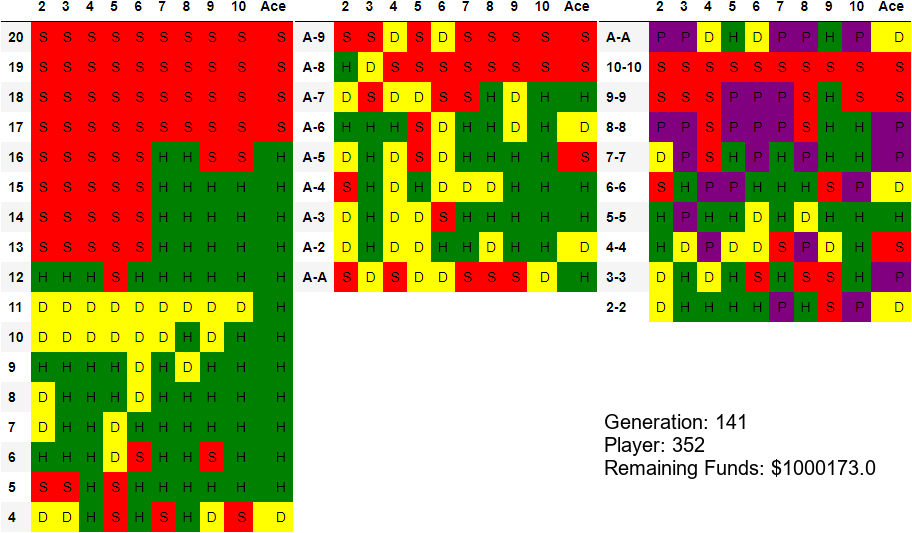 2 3 4 5 6 7 8 9 10 Ace
20 S S S S S S S S S S
19 S S S S S S S S S S
18 S S S S S S S S S S
17 S S S S S S S S S S
16 S S S S S H H S S H
15 S S S S S H H H H H
14 S S S S S H H H H H
13 S S S S S H H H H H
12 H H H S H H H H H H
11 D D D D D D D D D H
10 D D D D D D H D H H
9 H H H H D H D H H H
8 D H H H D H H H H H
7 D H H D H H H H H H
6 H H H D S H H S H H
5 S S H S H H H H H H
4 D D H S H S H D S D
2 3 4 5 6 7 8 9 10 Ace
A-9 S S D S D S S S S S
A-8 H D S S S S S S S S
A-7 D S D D S S H D H H
A-6 H H H S D H H D H D
A-5 D H D S D H H H H S
A-4 S H D H D D D H H H
A-3 D H D D S H H H H H
A-2 D H D D H H D H H D
A-A S D S D D S S S D H
2 3 4 5 6 7 8 9 10 Ace
A-A P P D H D P P H P D
10-10 S S S S S S S S S S
9-9 S S S P P P S H S S
8-8 P P S P P P S H H P
7-7 D P S H P H P H H P
6-6 S H P P H H H S P D
5-5 H P H H D H D H H H
4-4 H D P D D S P D H S
3-3 D H D H S H S S H P
2-2 D H H H H P H S P D
Generation: 141
Player: 352
Remaining Funds: $1000173.0